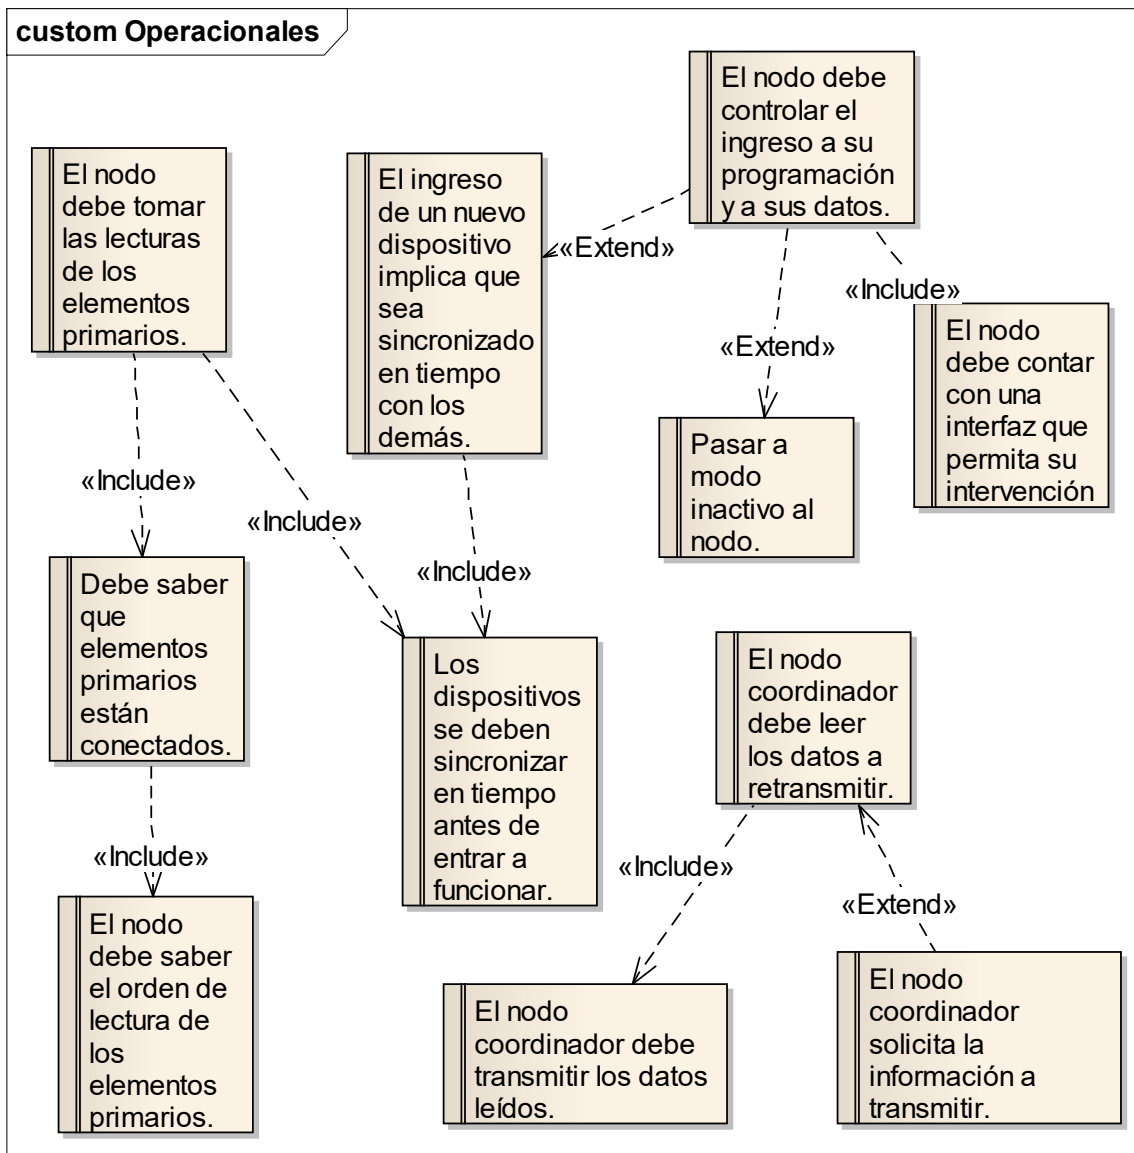 custom Operacionales
El nodo
debe tomar
las lecturas
de los
elementos
primarios.
El ingreso
de un nuevo
dispositivo
implica que
sea
sincronizado
en tiempo
con los
demás.
El nodo debe
controlar el
ingreso a su
programación
y a sus datos.
«Extend»
«Include»
«Extend»
El nodo
debe contar
con una
interfaz que
permita su
intervención
Pasar a
modo
inactivo al
nodo.
«Include»
«Include»
«Include»
Debe saber
que
elementos
primarios
están
conectados.
Los
dispositivos
se deben
sincronizar
en tiempo
antes de
entrar a
funcionar.
El nodo
coordinador
debe leer
los datos a
retransmitir.
«Include»
«Include»
«Extend»
El nodo
debe saber
el orden de
lectura de
los
elementos
primarios.
El nodo
coordinador debe
transmitir los datos
leídos.
El nodo
coordinador
solicita la
información a
transmitir.